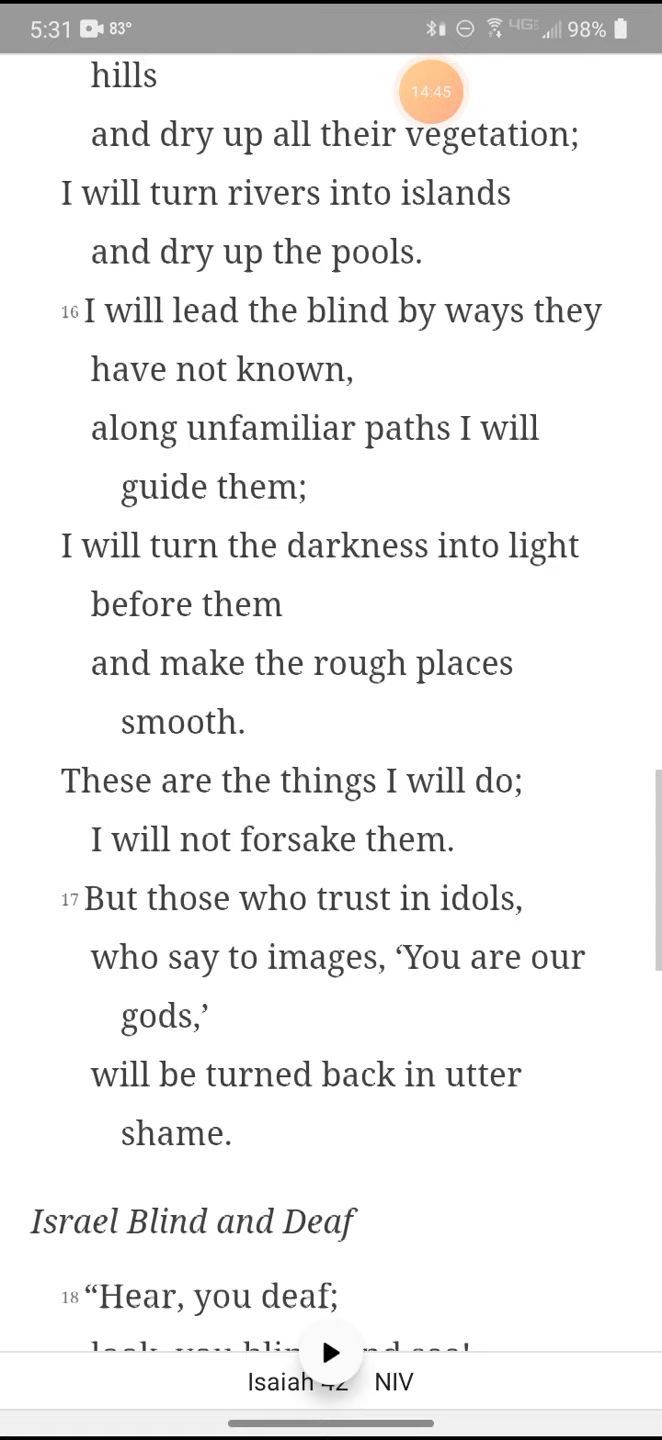 5:31 83° 4G 98%
hills
14:45
and dry up all their vegetation;
I will turn rivers into islands
and dry up the pools.
16 I will lead the blind by ways they
have not known,
along unfamiliar paths I will
guide them;
I will turn the darkness into light
before them
and make the rough places
smooth.
These are the things I will do;
I will not forsake them.
17 But those who trust in idols,
who say to images, ‘You are our
gods,’
will be turned back in utter
shame.
Israel Blind and Deaf
18 “Hear, you deaf;
look, you see!
Isaiah 42 NIV